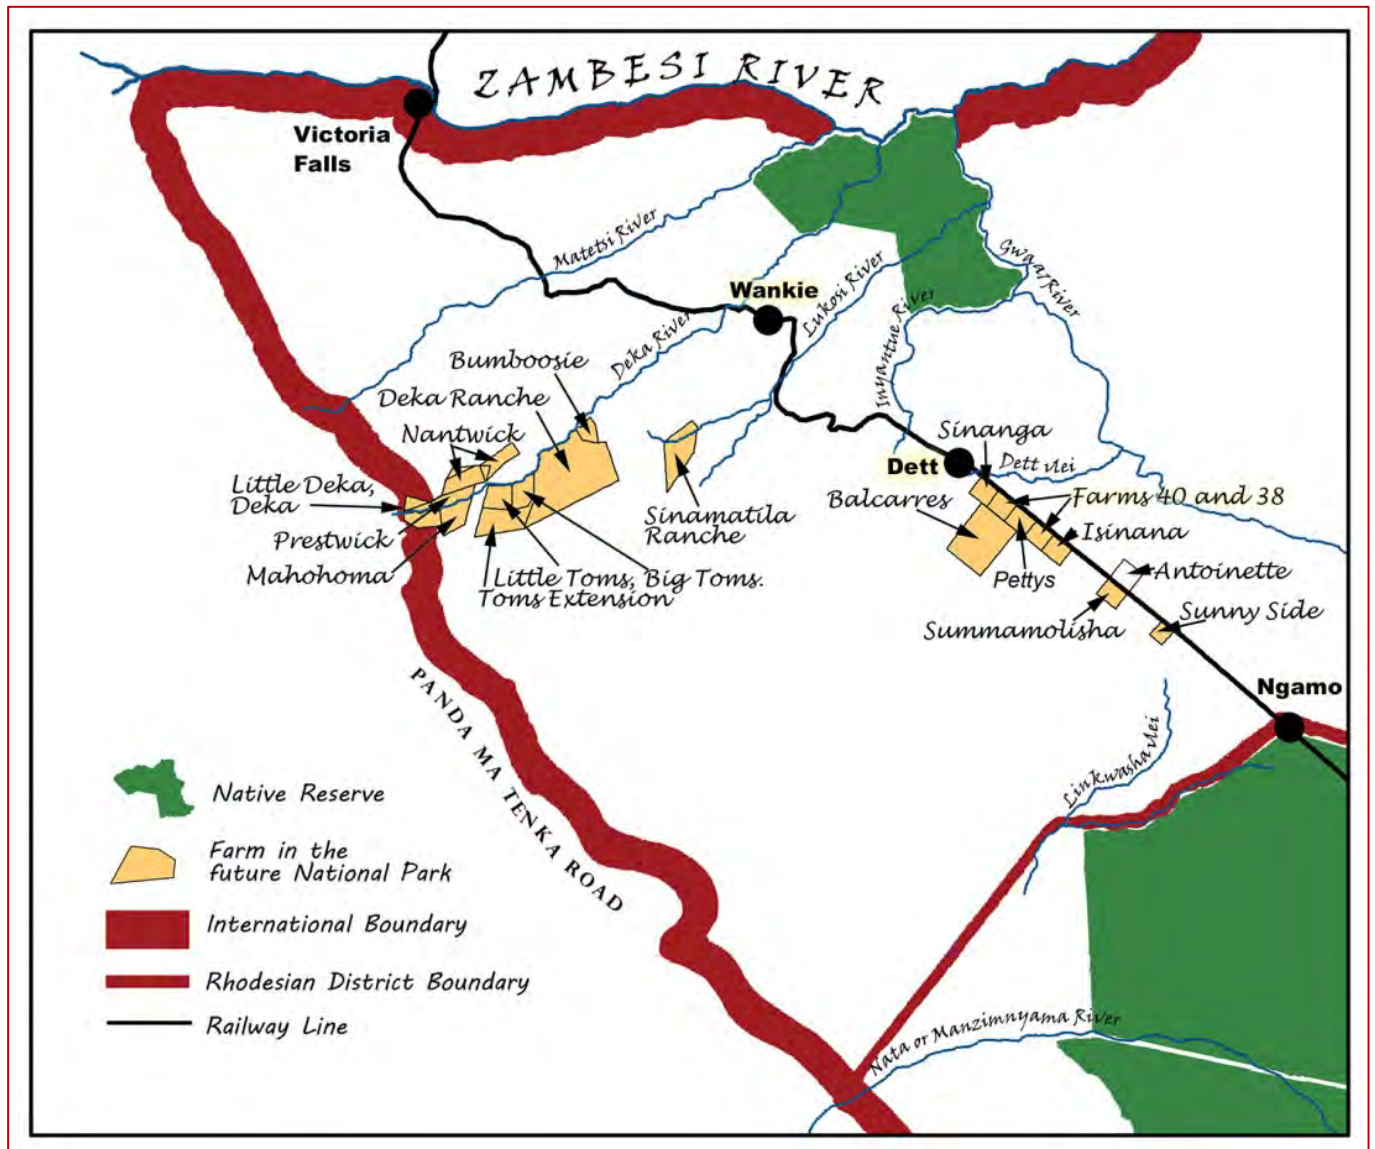 ZAMBESI RIVER
Victoria
Falls
Matetsi River
Gwaai River
Wankie
Lukosi River
Inyantue River
Deka River
Bumboosie
Deka Ranche
Nantwick
Sinanga
Dett
Dett vlei
Little Deka,
Deka
Balcarres
Farms 40 and 38
Sinamatila
Ranche
Prestwick
Isinana
Mahohoma
Little Toms, Big Toms.
Toms Extension
Pettys
Antoinette
Sunny Side
Summamolisha
Ngamo
PANDA MA TENKA ROAD
Linkwasha vlei
Native Reserve
Farm in the
future National Park
International Boundary
Rhodesian District Boundary
Railway Line
Nata or Manzimnyama River